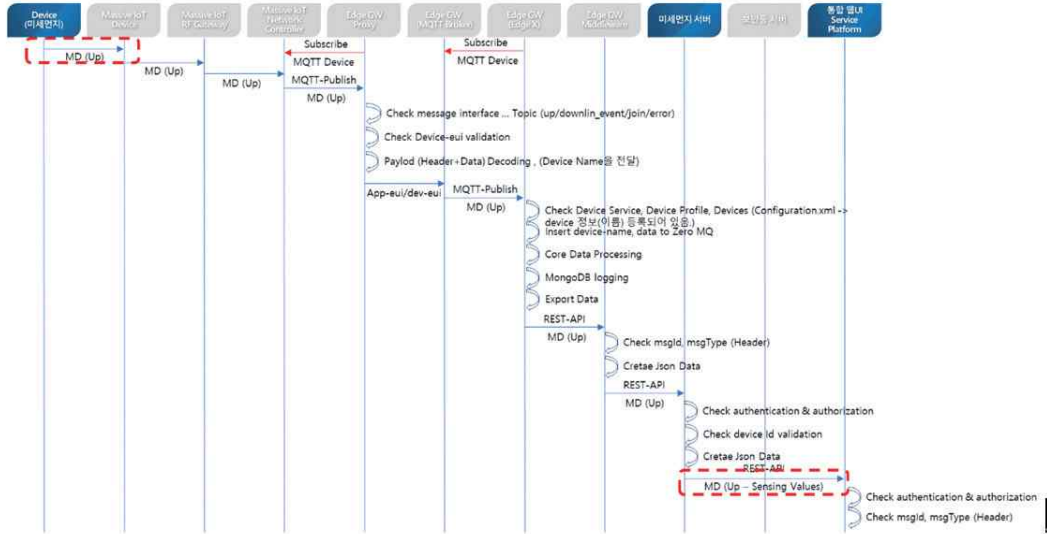 Device
(미세먼지)
Massive IoT
Device
Massive IoT
RF Gateway
Massive IoT
Network
Controller
Edge GW
(Proxy)
Edge GW
(MQTT Broker)
Edge GW
(Edge X)
Edge GW
Middleware
미세먼지 서버
통합 웹UI
Service
Platform
MD (Up)
MD (Up)
MD (Up)
Subscribe
MQTT Device
MQTT-Publish
MD (Up)
Subscribe
MQTT Device
Check message interface ... Topic (up/downlin_event/join/error)
Check Device-eui validation
Paylod (Header+Data) Decoding , (Device Name을 전달)
App-eui/dev-eui
MQTT-Publish
MD (Up)
Check Device Service, Device Profile, Devices (Configuration.xml ->
device 정보(이름) 등록되어 있음.)
Insert device-name, data to Zero MQ
Core Data Processing
MongoDB logging
Export Data
REST-API
MD (Up)
Check msgId, msgType (Header)
Cretae Json Data
REST-API
MD (Up)
Check authentication & authorization
Check device Id validation
Cretae Json Data
REST-API
MD (Up – Sensing Values)
Check authentication & authorization
Check msgId, msgType (Header)